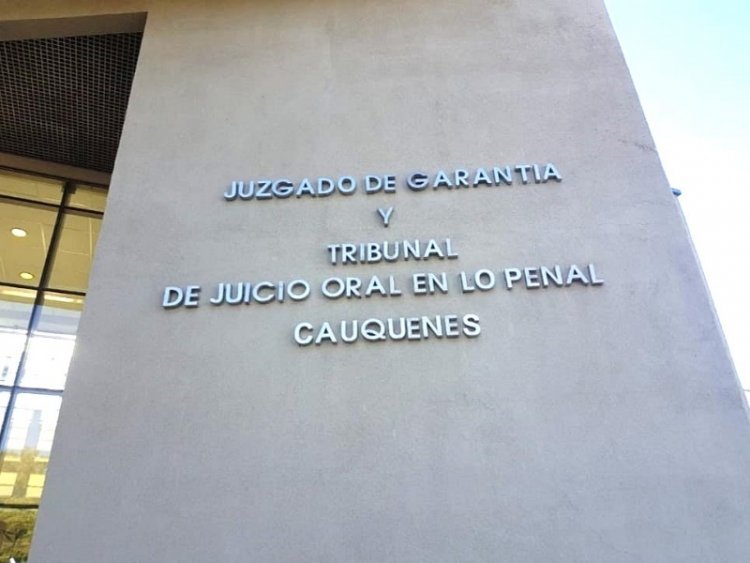 JUZGADO DE GARANTIA
Y
TRIBUNAL
DE JUICIO ORAL EN LO PENAL
CAUQUENES